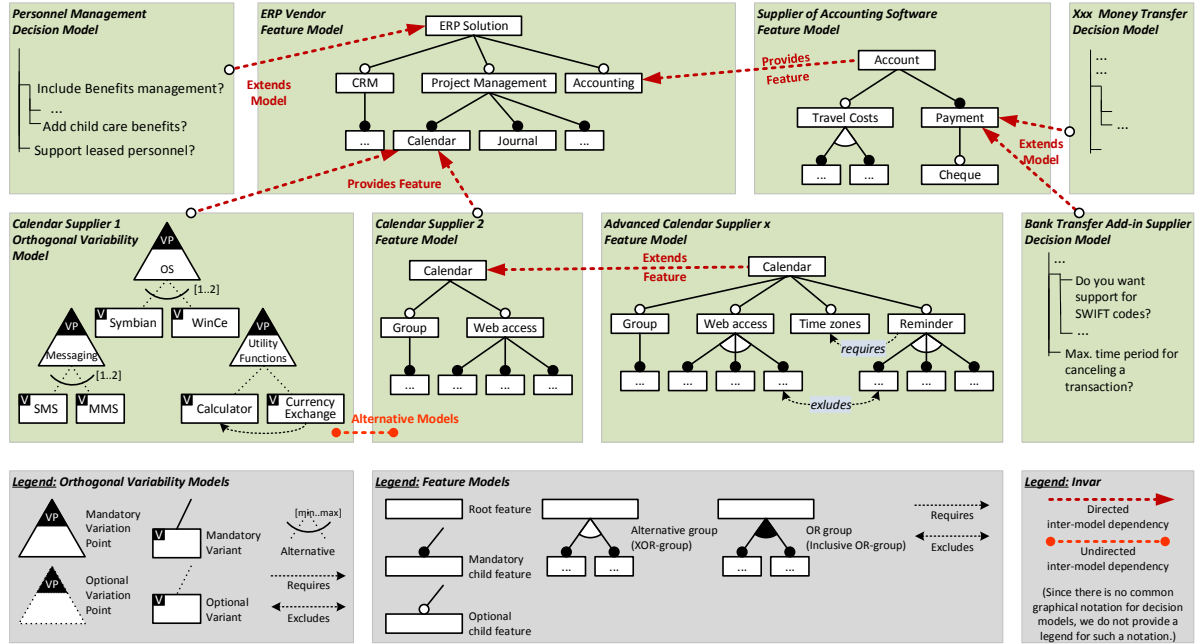 Personnel Management
Decision Model
Include Benefits management?
...
Add child care benefits?
Support leased personnel?
ERP Vendor
Feature Model
ERP Solution
CRM
Project Management
Accounting
...
Calendar
Journal
...
Extends
Model
Provides
Feature
Supplier of Accounting Software
Feature Model
Account
Travel Costs
Payment
...
...
Cheque
Extends
Model
Xxx Money Transfer
Decision Model
...
...
...
Provides Feature
Calendar Supplier 1
Orthogonal Variability
Model
VP
OS
[1..2]
V
Symbian
V
WinCe
VP
Messaging
[1..2]
VP
Utility
Functions
V
SMS
V
MMS
V
Calculator
V
Currency
Exchange
Alternative Models
Calendar Supplier 2
Feature Model
Calendar
Group
Web access
...
...
...
...
Extends
Feature
Advanced Calendar Supplier x
Feature Model
Calendar
Group
Web access
Time zones
Reminder
requires
...
...
...
...
...
...
...
exludes
Bank Transfer Add-in Supplier
Decision Model
...
Do you want
support for
SWIFT codes?
...
Max. time period for
canceling a
transaction?
Legend: Orthogonal Variability Models
VP
Mandatory
Variation
Point
V
Mandatory
Variant
[min..max]
Alternative
VP
Optional
Variation
Point
V
Optional
Variant
Requires
Excludes
Legend: Feature Models
Root feature
Mandatory
child feature
Optional
child feature
Alternative group
(XOR-group)
...
...
OR group
(Inclusive OR-group)
...
...
Requires
Excludes
Legend: Invar
Directed
inter-model dependency
Undirected
inter-model dependency
(Since there is no common
graphical notation for decision
models, we do not provide a
legend for such a notation.)